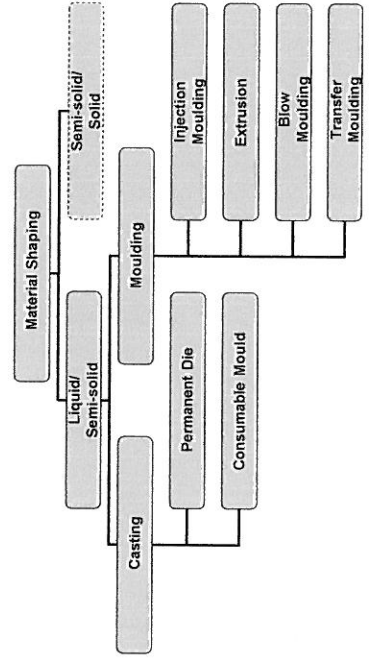 Material Shaping
Liquid/
Semi-solid
Semi-solid/
Solid
Casting
Moulding
Permanent Die
Consumable Mould
Injection
Moulding
Extrusion
Blow
Moulding
Transfer
Moulding